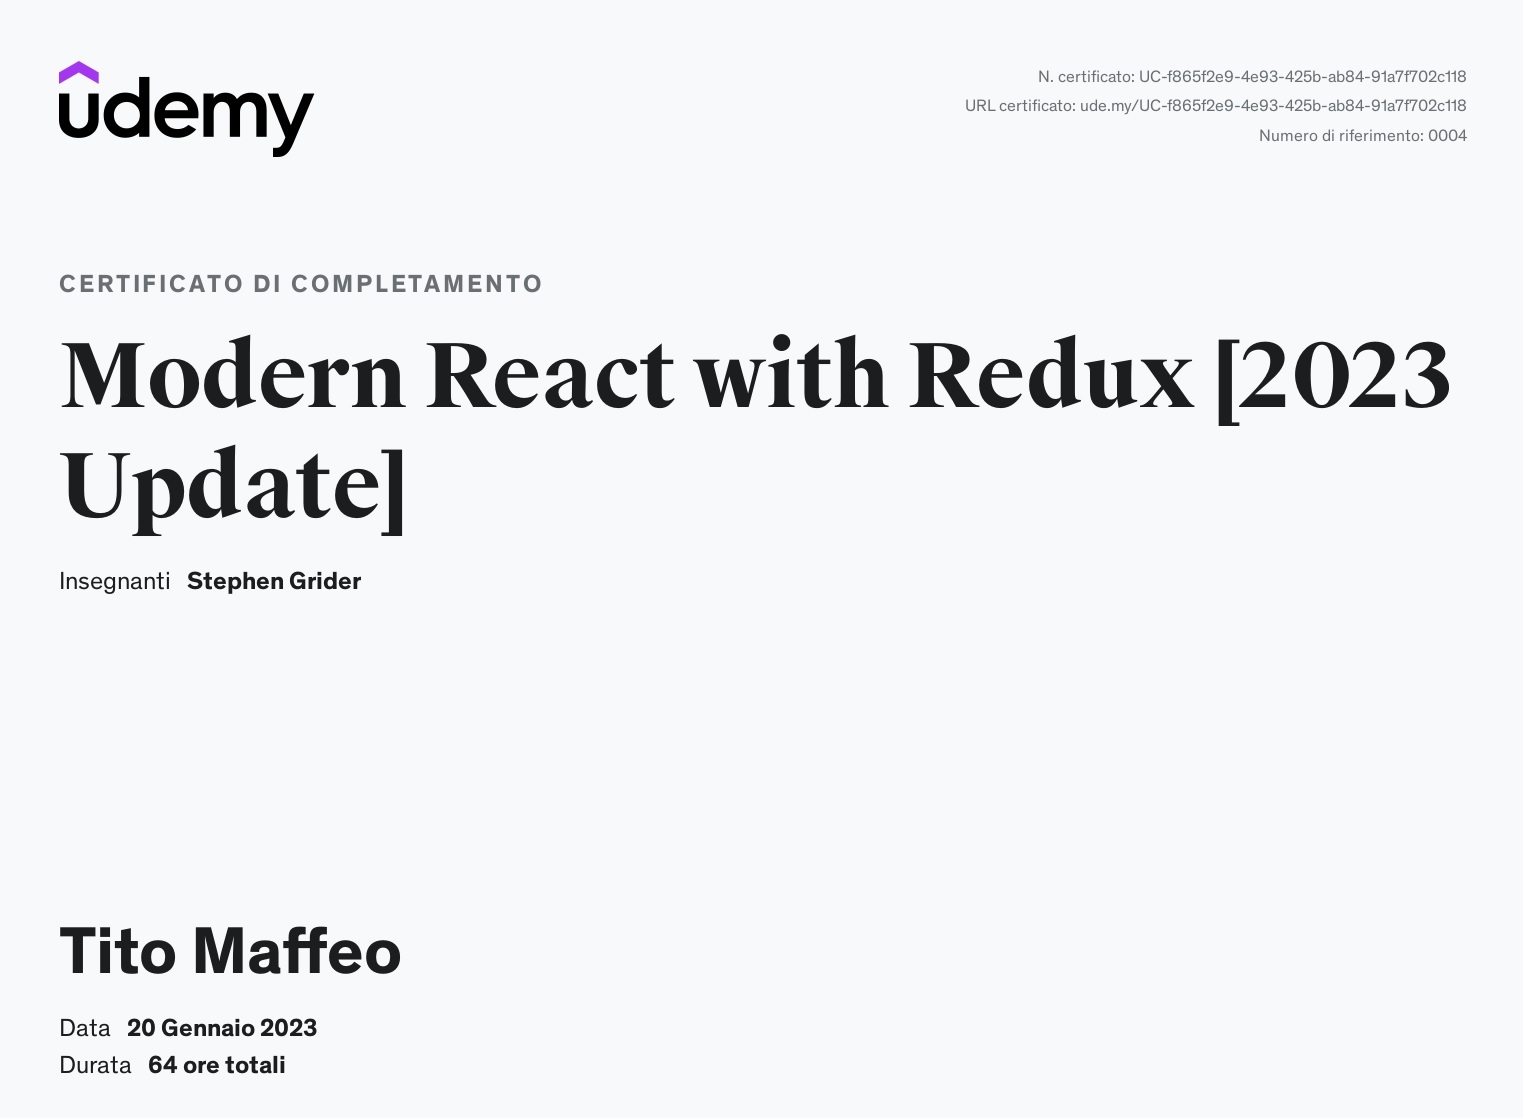 udemy
N. certificato: UC-f865f2e9-4e93-425b-ab84-91a7f702c118
URL certificato: ude.my/UC-f865f2e9-4e93-425b-ab84-91a7f702c118
Numero di riferimento: 0004
CERTIFICATO DI COMPLETAMENTO
Modern React with Redux [2023
Update]
Insegnanti Stephen Grider
Tito Maffeo
Data 20 Gennaio 2023
Durata 64 ore totali